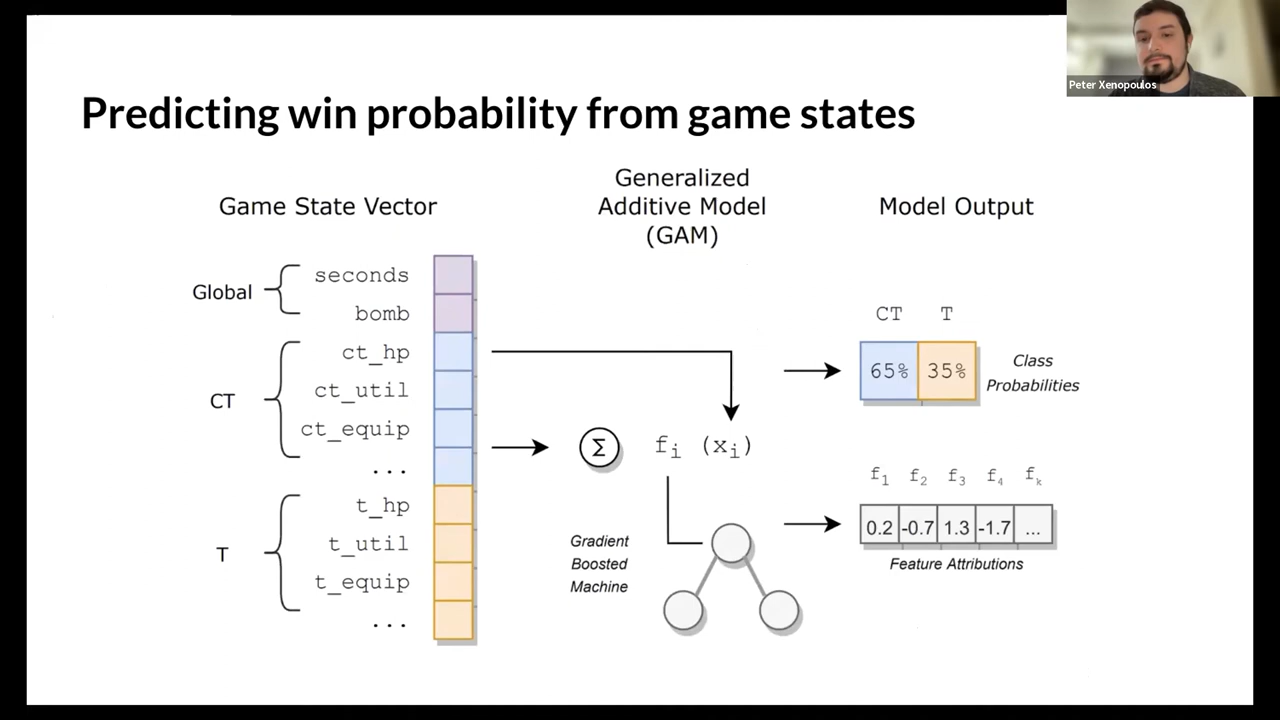 Peter Xenopoulos
Predicting win probability from game states
Game State Vector
Generalized
Additive Model
(GAM)
Model Output
Global
seconds
bomb
CT
ct_hp
ct_util
ct_equip
...
T
t_hp
t_util
t_equip
...
Σ fi (xi)
Gradient
Boosted
Machine
CT T
65% 35%
Class
Probabilities
f1 f2 f3 f4 fk
0.2 -0.7 1.3 -1.7 ...
Feature Attributions